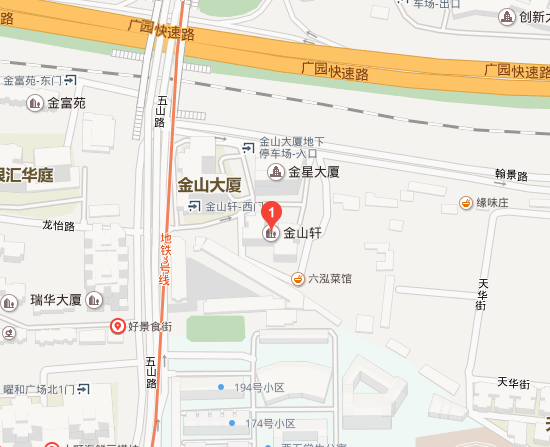 车场-出口
创新大
广园快速路
广园快速路
广园快速路
金富苑-东门
金富苑
五山路
金山大厦地下
停车场-入口
金星大厦
翰景路
银汇华庭
金山大厦
金山轩-西门
缘味庄
龙怡路
1
金山轩
地铁3号线
六泓菜馆
天华街
瑞华大厦
好景食街
五山路
曜和广场北1门
194号小区
天华街
174号小区